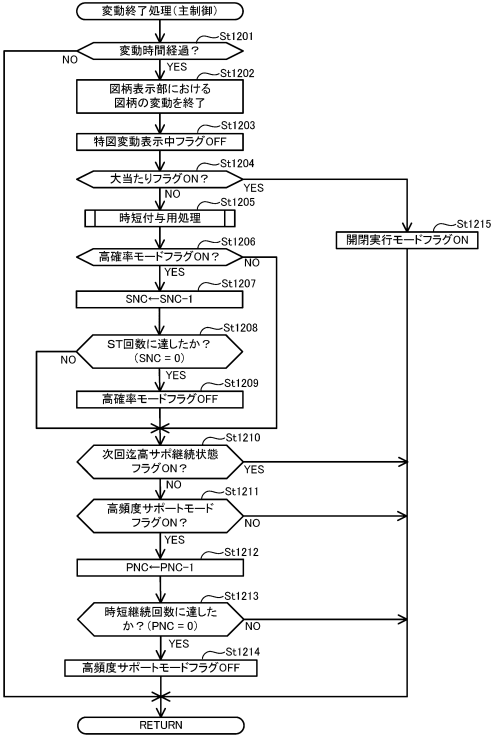 変動終了処理(主制御)
St1201
変動時間経過？
NO
YES
St1202
図柄表示部における
図柄の変動を終了
St1203
特図変動表示中フラグOFF
St1204
大当たりフラグON？
YES
NO
St1205
時短付与用処理
St1215
開閉実行モードフラグON
St1206
高確率モードフラグON？
NO
YES
St1207
SNC←SNC-1
St1208
ST回数に達したか？
(SNC = 0)
NO
YES
St1209
高確率モードフラグOFF
St1210
次回迄高サポ継続状態
フラグON？
YES
NO
St1211
高頻度サポートモード
フラグON？
NO
YES
St1212
PNC←PNC-1
St1213
時短継続回数に達した
か？(PNC = 0)
NO
YES
St1214
高頻度サポートモードフラグOFF
RETURN